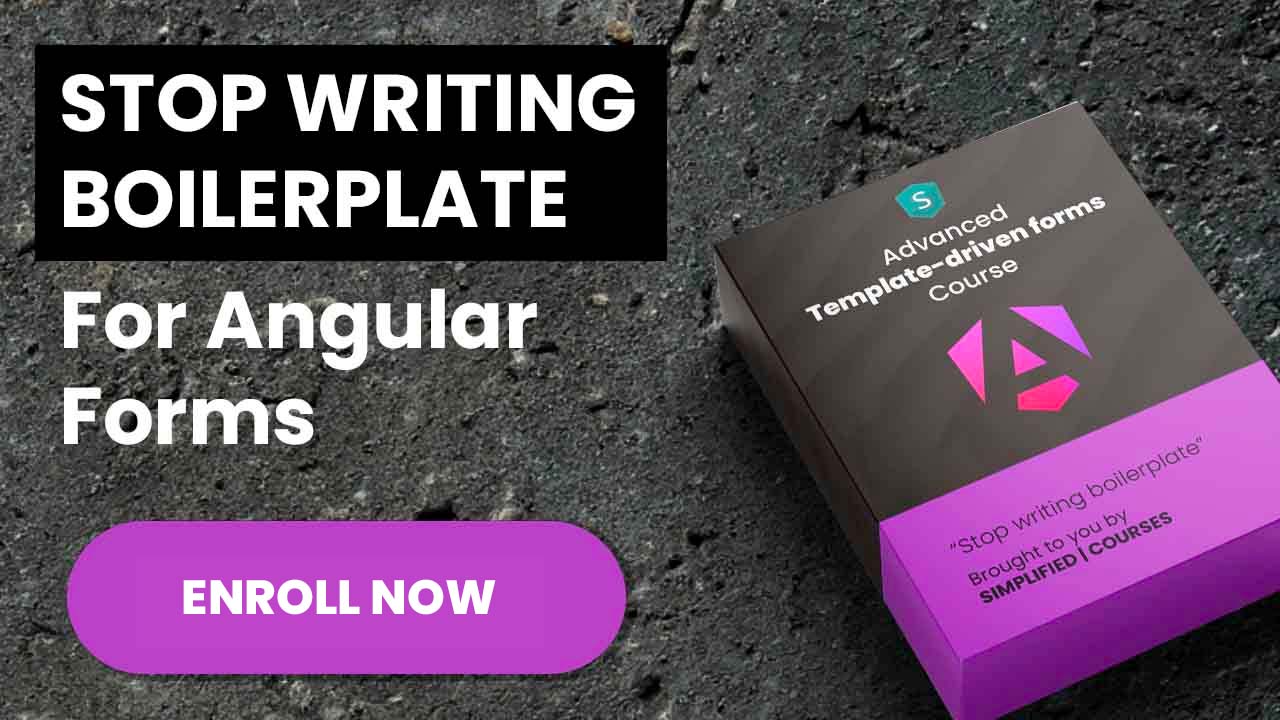 STOP WRITING
BOILERPLATE
For Angular
Forms
ENROLL NOW
S
Advanced
Template-driven forms
Course
“Stop writing boilerplate”
Brought to you by
SIMPLIFIED | COURSES